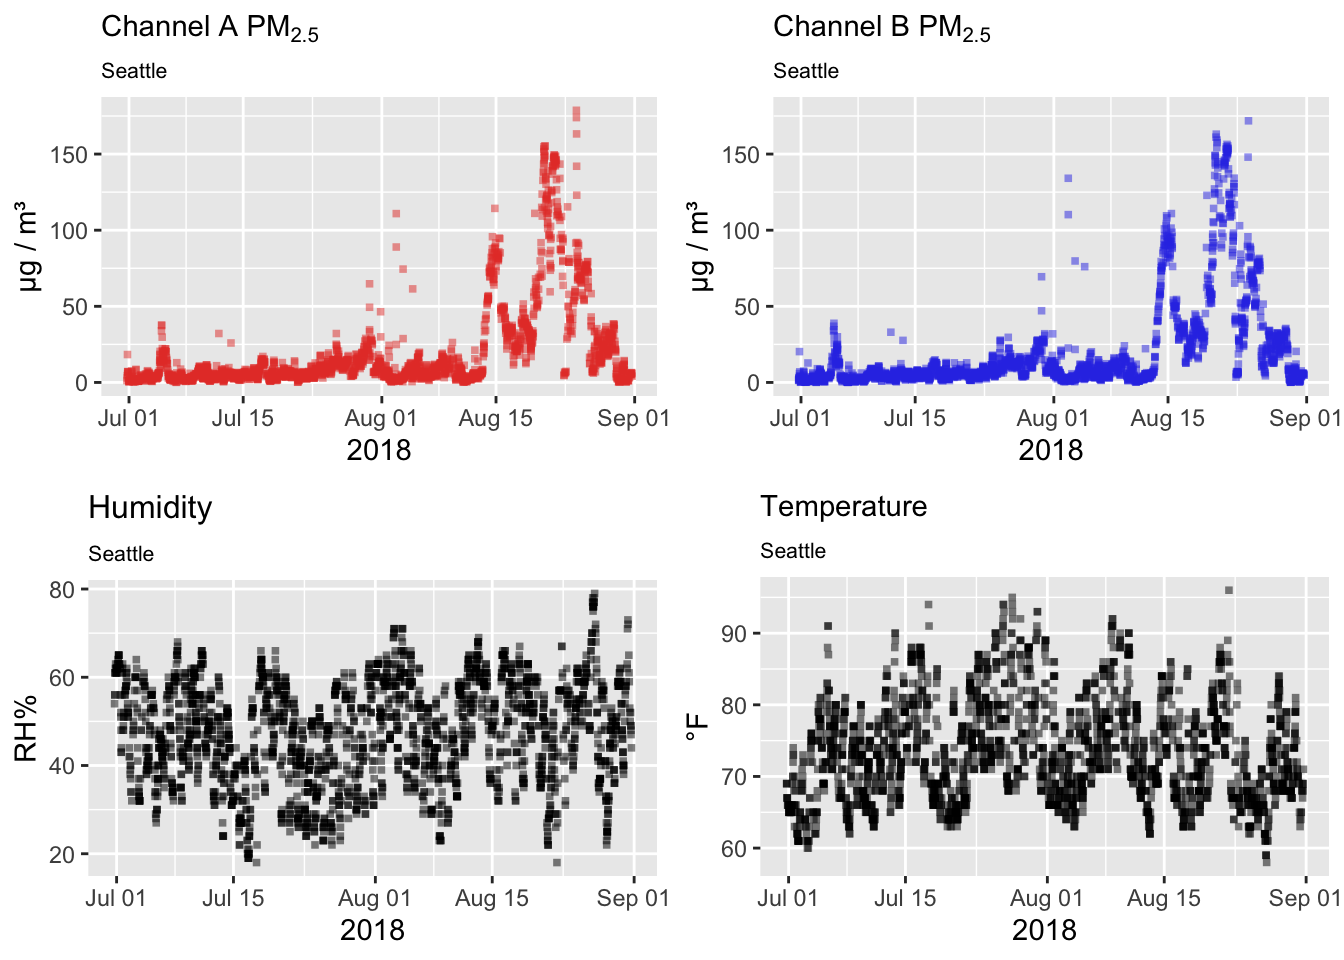 Channel A PM2.5
Seattle
µg / m³
150
100
50
0
Jul 01 Jul 15 Aug 01 Aug 15 Sep 01
2018
Channel B PM2.5
Seattle
µg / m³
150
100
50
0
Jul 01 Jul 15 Aug 01 Aug 15 Sep 01
2018
Humidity
Seattle
RH%
80
60
40
20
Jul 01 Jul 15 Aug 01 Aug 15 Sep 01
2018
Temperature
Seattle
°F
90
80
70
60
Jul 01 Jul 15 Aug 01 Aug 15 Sep 01
2018